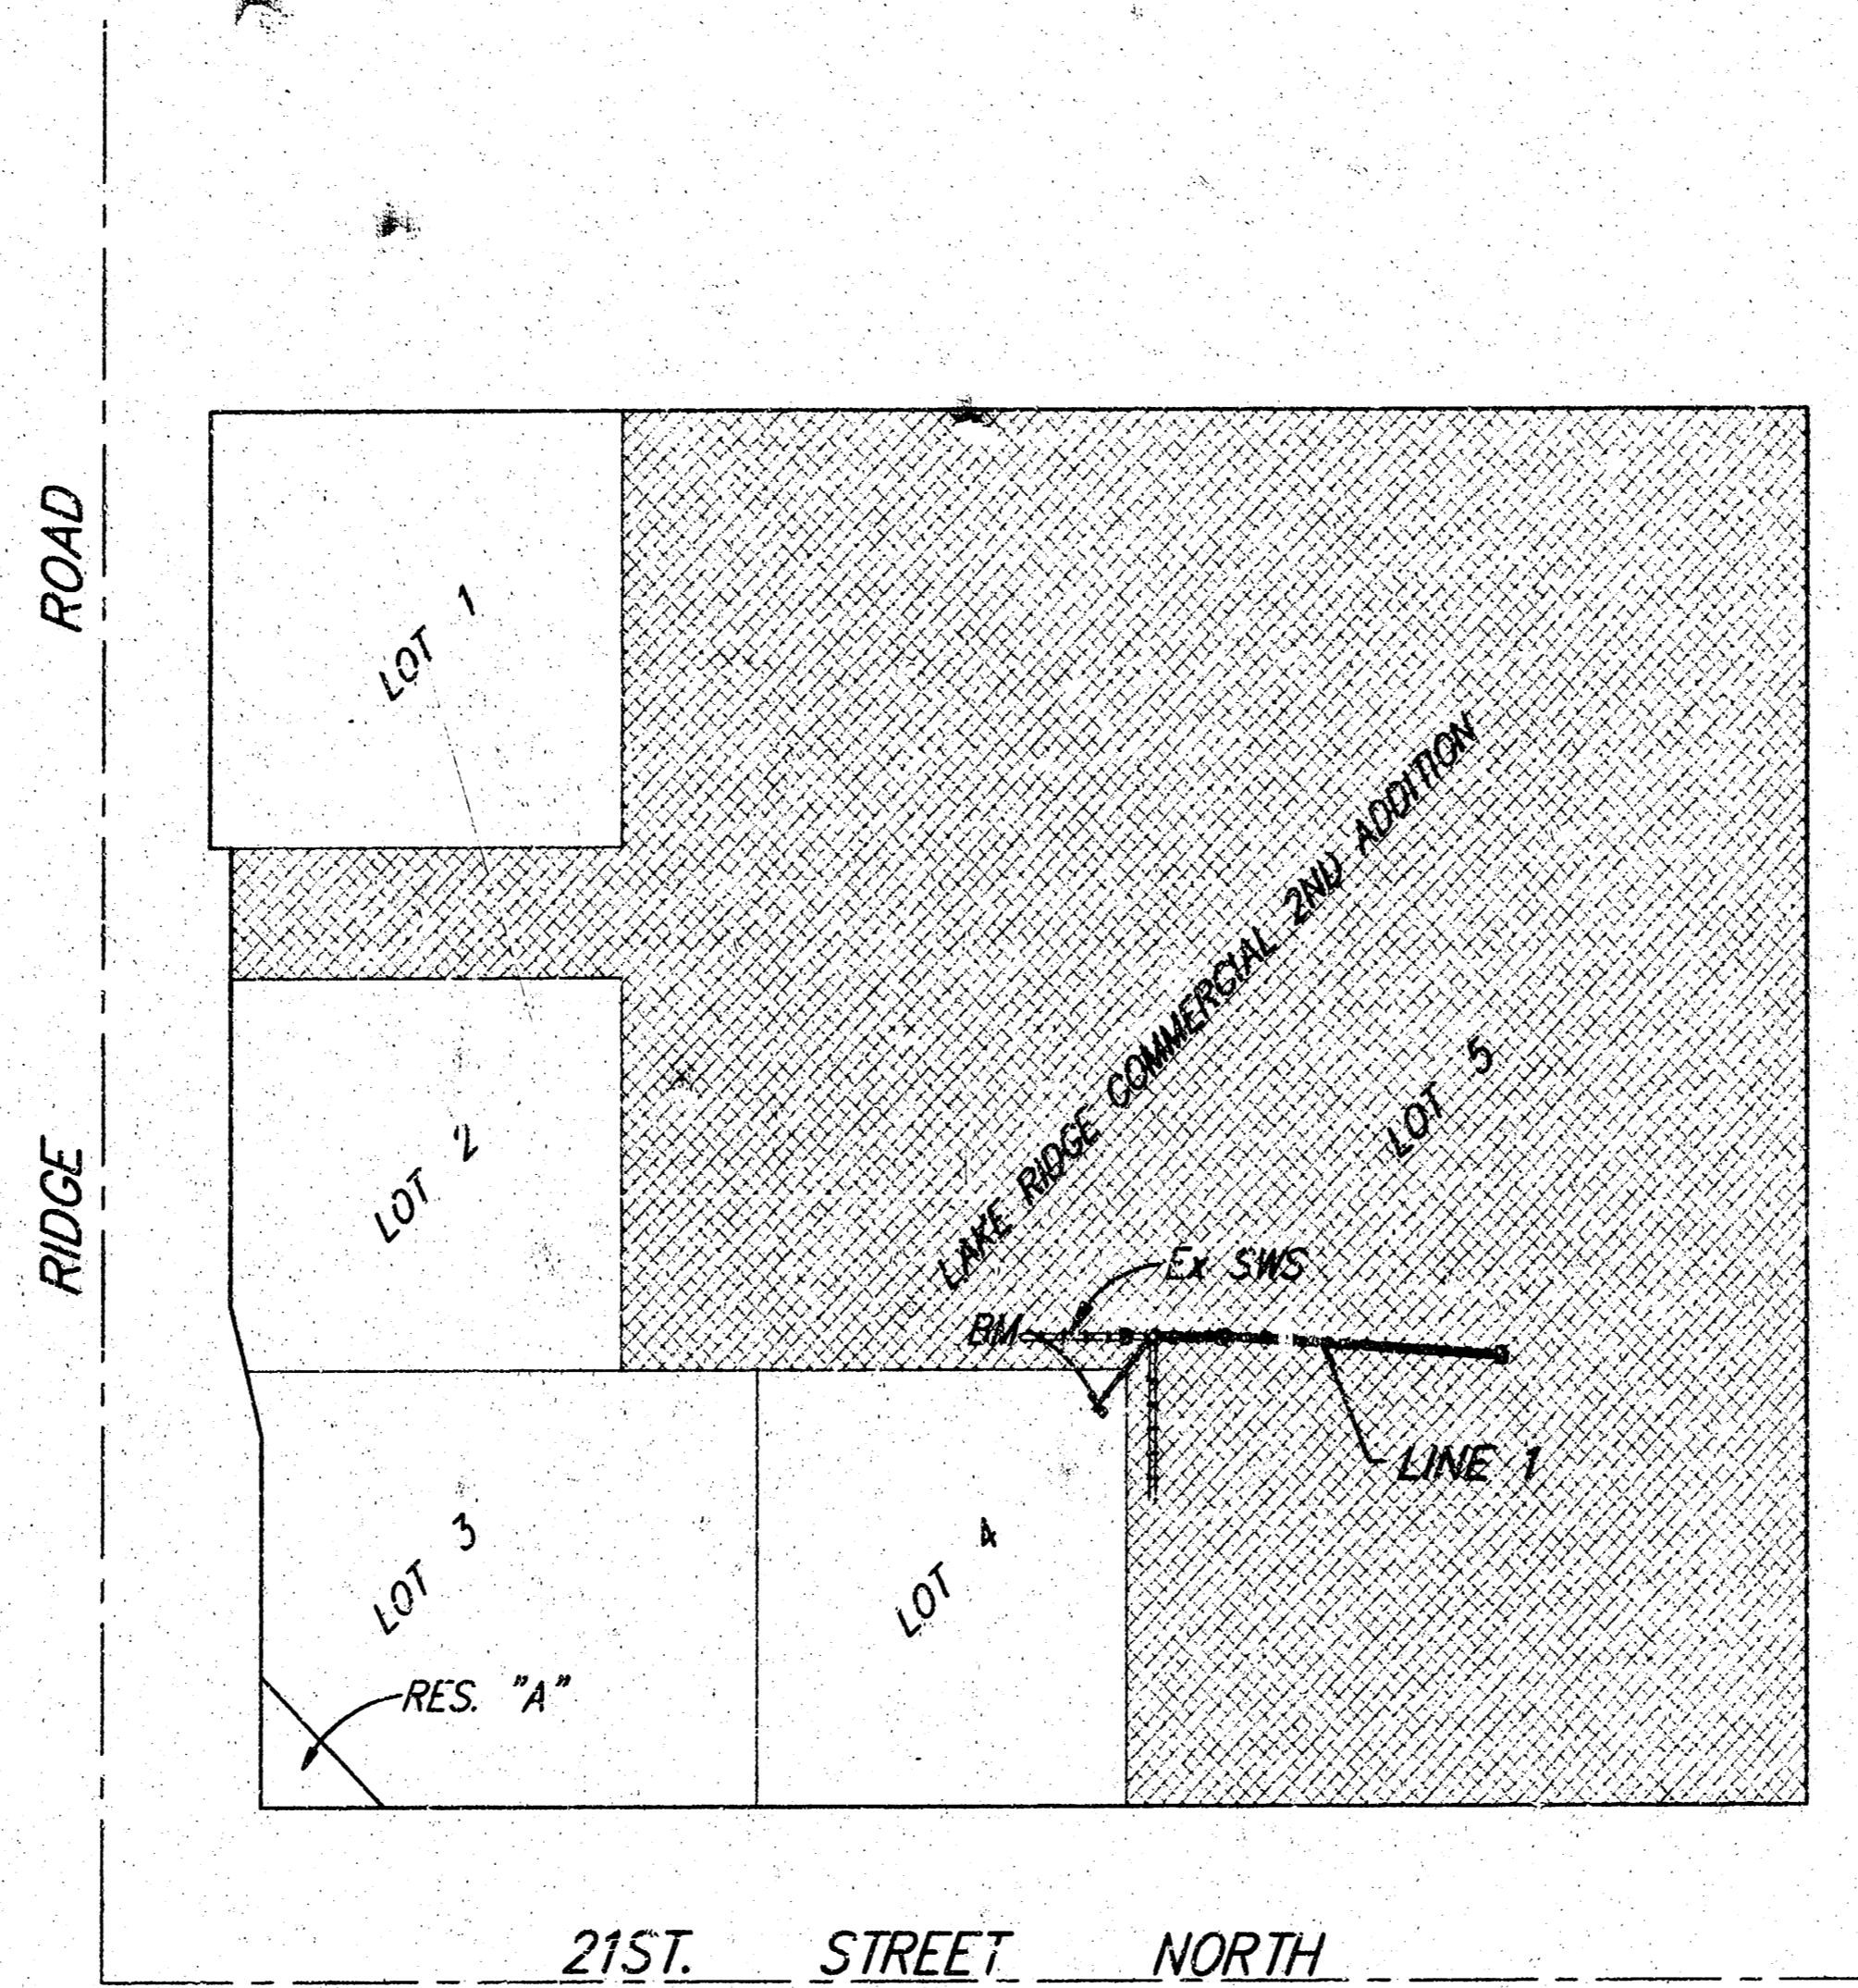 RIDGE ROAD
LOT 1
LAKE RIDGE COMMERCIAL 2ND ADDITION
LOT 5
LOT 2
Ex SWS
BM
LINE 1
LOT 3
LOT 4
RES. "A"
21ST. STREET NORTH